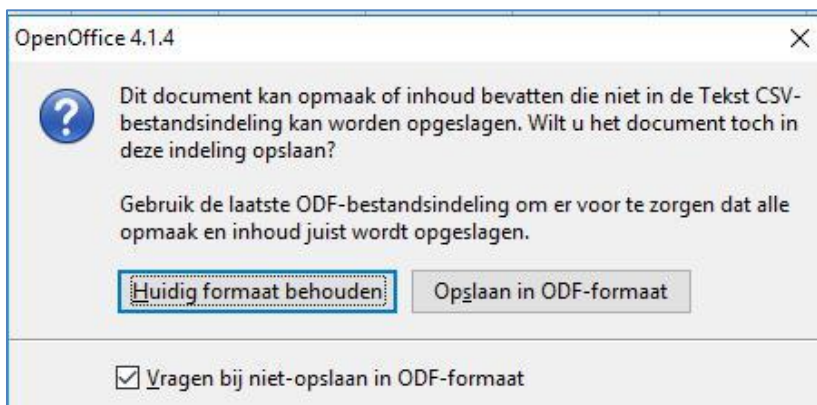 OpenOffice 4.1.4
Dit document kan opmaak of inhoud bevatten die niet in de Tekst CSV-
bestandsindeling kan worden opgeslagen. Wilt u het document toch in
deze indeling opslaan?
Gebruik de laatste ODF-bestandsindeling om er voor te zorgen dat alle
opmaak en inhoud juist wordt opgeslagen.
Huidig formaat behouden Opslaan in ODF-formaat
Vragen bij niet-opslaan in ODF-formaat